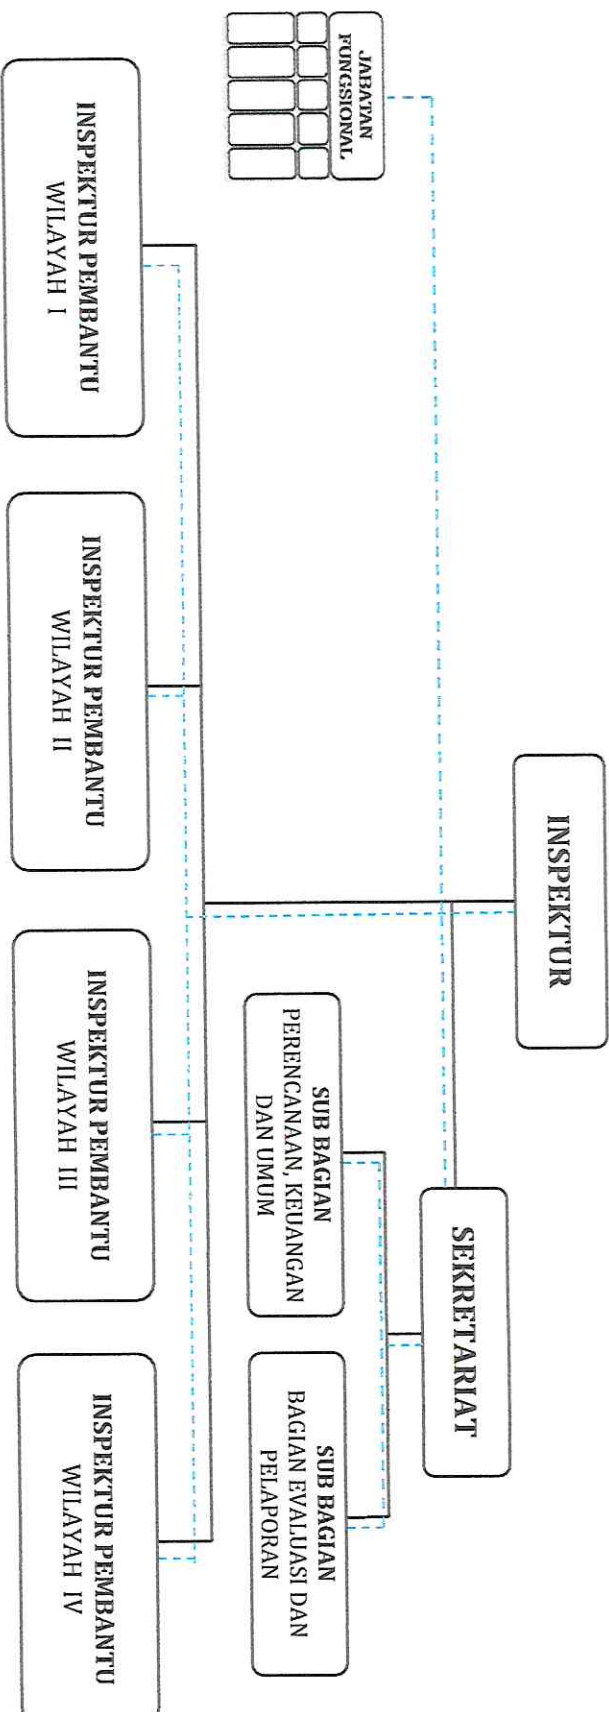 INSPEKTUR
SEKRETARIAT
JABATAN
FUNGSIONAL
SUB BAGIAN
PERENCANAAN, KEUANGAN
DAN UMUM
SUB BAGIAN
BAGIAN EVALUASI DAN
PELAPORAN
INSPEKTUR PEMBANTU
WILAYAH I
INSPEKTUR PEMBANTU
WILAYAH II
INSPEKTUR PEMBANTU
WILAYAH III
INSPEKTUR PEMBANTU
WILAYAH IV